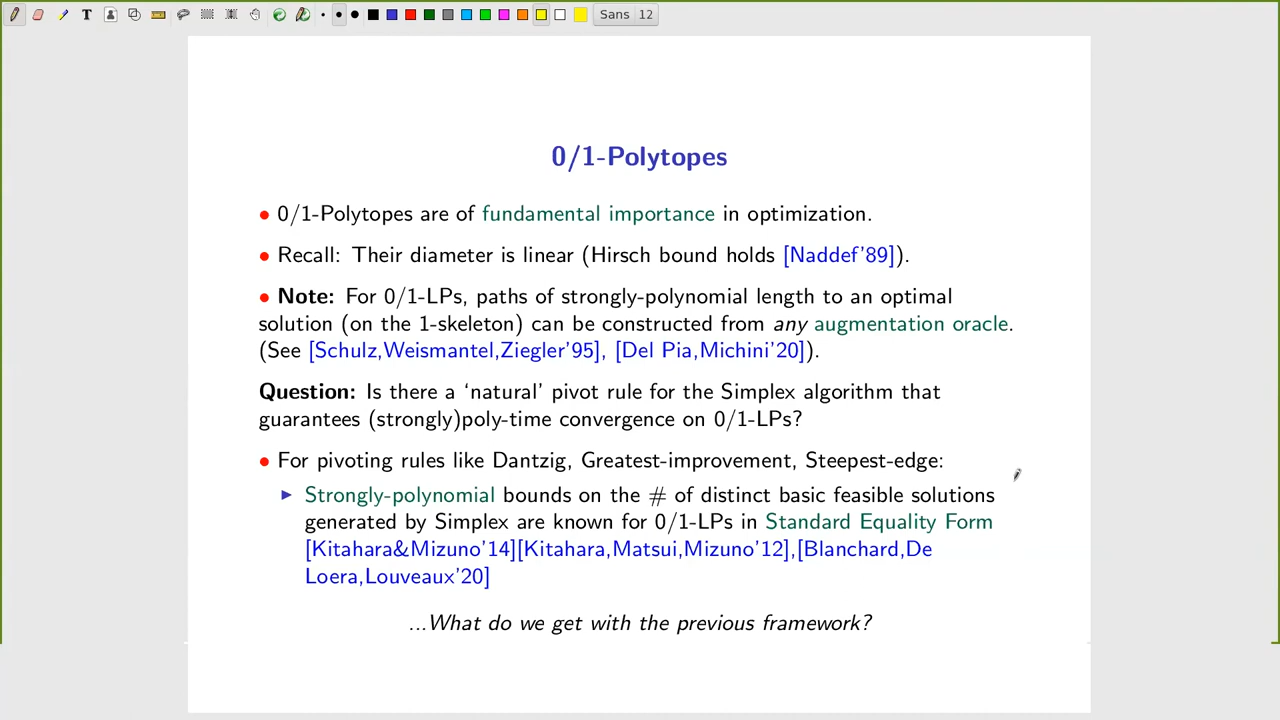 Sans 12
0/1-Polytopes
• 0/1-Polytopes are of fundamental importance in optimization.
• Recall: Their diameter is linear (Hirsch bound holds [Naddef'89]).
• Note: For 0/1-LPs, paths of strongly-polynomial length to an optimal
solution (on the 1-skeleton) can be constructed from any augmentation oracle.
(See [Schulz,Weismantel,Ziegler'95], [Del Pia,Michini'20]).
Question: Is there a 'natural' pivot rule for the Simplex algorithm that
guarantees (strongly)poly-time convergence on 0/1-LPs?
• For pivoting rules like Dantzig, Greatest-improvement, Steepest-edge:
▶ Strongly-polynomial bounds on the # of distinct basic feasible solutions
generated by Simplex are known for 0/1-LPs in Standard Equality Form
[Kitahara&Mizuno'14][Kitahara,Matsui,Mizuno'12],[Blanchard,De
Loera,Louveaux'20]
...What do we get with the previous framework?